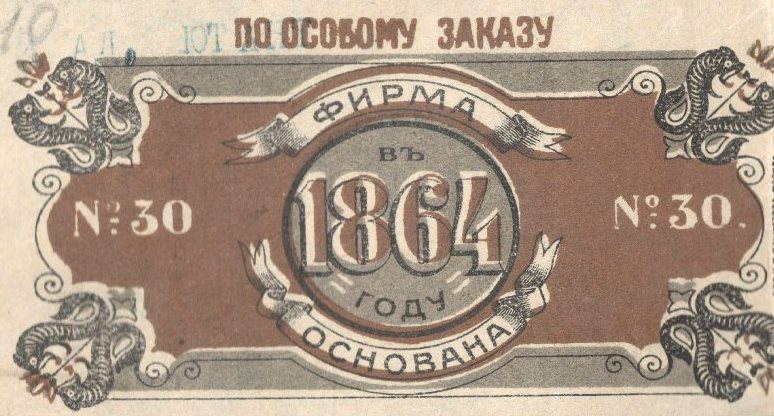 ПО ОСОБОМУ ЗАКАЗУ
ФИРМА
ВЪ
№ 30
1864
№ 30.
ГОДУ
ОСНОВАНА